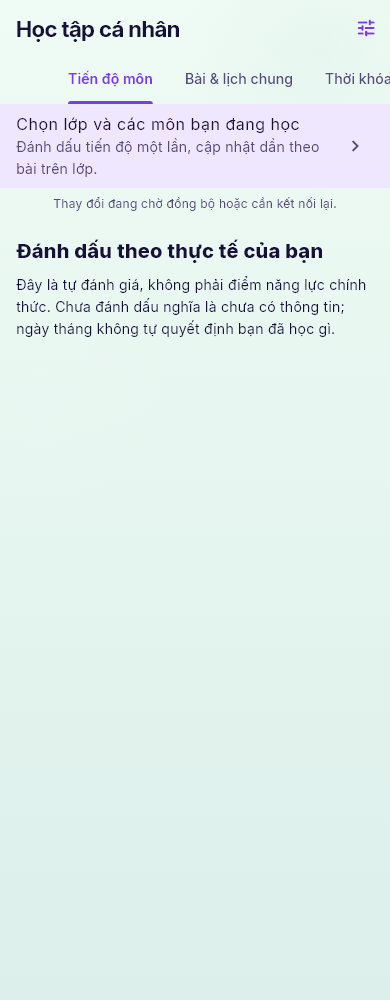 Học tập cá nhân
Tiến độ môn
Bài & lịch chung
Thời khóa
Chọn lớp và các môn bạn đang học
Đánh dấu tiến độ một lần, cập nhật dần theo
bài trên lớp.
Thay đổi đang chờ đồng bộ hoặc cần kết nối lại.
Đánh dấu theo thực tế của bạn
Đây là tự đánh giá, không phải điểm năng lực chính
thức. Chưa đánh dấu nghĩa là chưa có thông tin;
ngày tháng không tự quyết định bạn đã học gì.